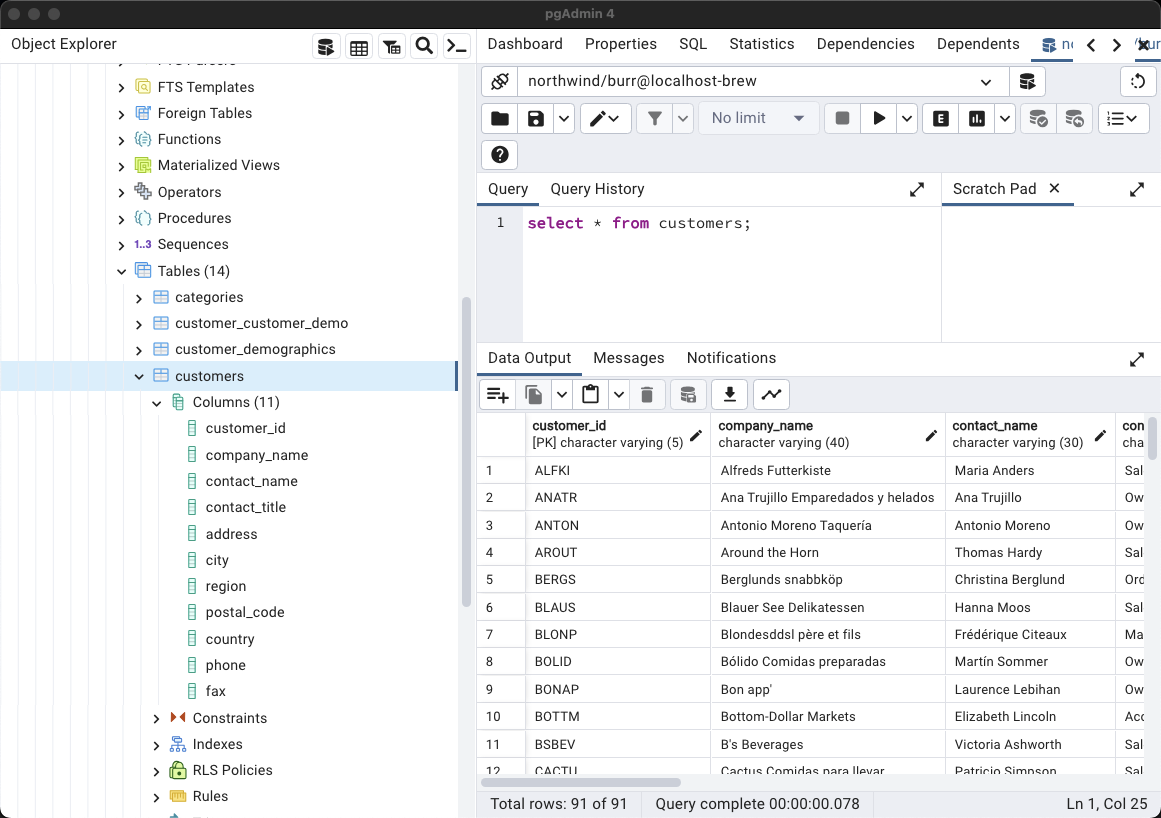 pgAdmin 4
Object Explorer
Dashboard Properties SQL Statistics Dependencies Dependents
FTS Templates
Foreign Tables
Functions
Materialized Views
Operators
Procedures
1..3 Sequences
Tables (14)
categories
customer_customer_demo
customer_demographics
customers
Columns (11)
customer_id
company_name
contact_name
contact_title
address
city
region
postal_code
country
phone
fax
Constraints
Indexes
RLS Policies
Rules
northwind/burr@localhost-brew
No limit
E
Query Query History
Scratch Pad
1 select * from customers;
Data Output Messages Notifications
customer_id company_name contact_name con
[PK] character varying (5) character varying (40) character varying (30) cha
1 ALFKI Alfreds Futterkiste Maria Anders Sal
2 ANATR Ana Trujillo Emparedados y helados Ana Trujillo Ow
3 ANTON Antonio Moreno Taquería Antonio Moreno Ow
4 AROUT Around the Horn Thomas Hardy Sal
5 BERGS Berglunds snabbköp Christina Berglund Ord
6 BLAUS Blauer See Delikatessen Hanna Moos Sal
7 BLONP Blondesddsl père et fils Frédérique Citeaux Ma
8 BOLID Bólido Comidas preparadas Martín Sommer Ow
9 BONAP Bon app' Laurence Lebihan Ow
10 BOTTM Bottom-Dollar Markets Elizabeth Lincoln Acc
11 BSBEV B's Beverages Victoria Ashworth Sal
12 CACTU Cactus Comidas para llevar Patricio Simpson Sal
Total rows: 91 of 91 Query complete 00:00:00.078 Ln 1, Col 25